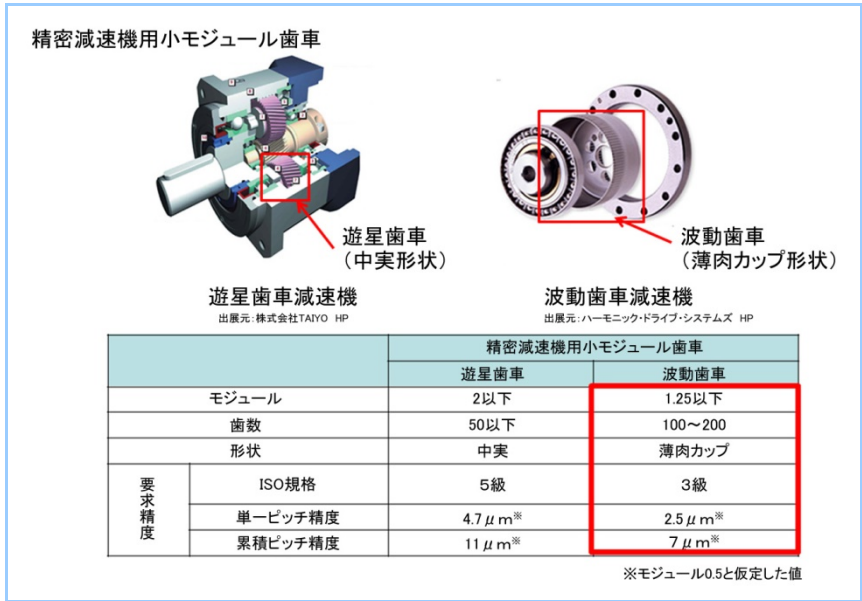 精密減速機用小モジュール歯車
遊星歯車
（中実形状）
波動歯車
（薄肉カップ形状）
遊星歯車減速機
出展元：株式会社TAIYO HP
波動歯車減速機
出展元：ハーモニック・ドライブ・システムズ HP
精密減速機用小モジュール歯車
遊星歯車 波動歯車
モジュール 2以下 1.25以下
歯数 50以下 100～200
形状 中実 薄肉カップ
要求精度
ISO規格 5級 3級
単一ピッチ精度 4.7μm※ 2.5μm※
累積ピッチ精度 11μm※ 7μm※
※モジュール0.5と仮定した値